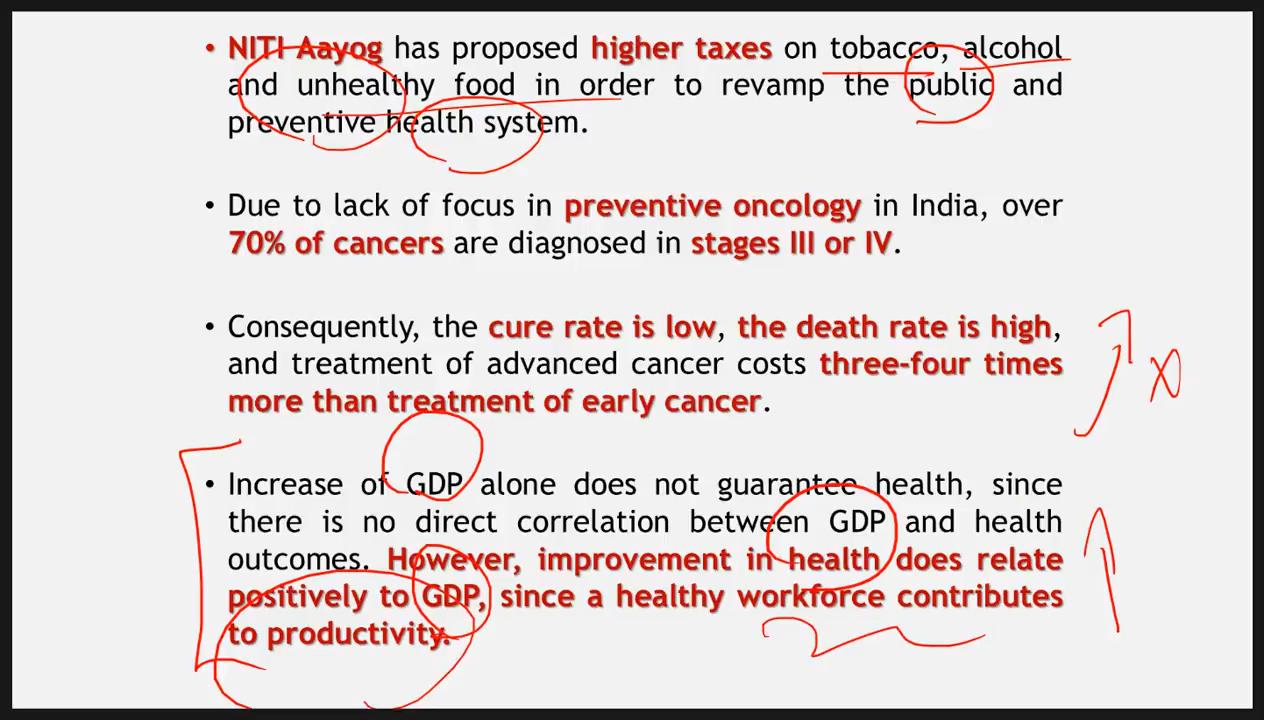 • NITI Aayog has proposed higher taxes on tobacco, alcohol
and unhealthy food in order to revamp the public and
preventive health system.
• Due to lack of focus in preventive oncology in India, over
70% of cancers are diagnosed in stages III or IV.
• Consequently, the cure rate is low, the death rate is high,
and treatment of advanced cancer costs three-four times
more than treatment of early cancer.
• Increase of GDP alone does not guarantee health, since
there is no direct correlation between GDP and health
outcomes. However, improvement in health does relate
positively to GDP, since a healthy workforce contributes
to productivity.